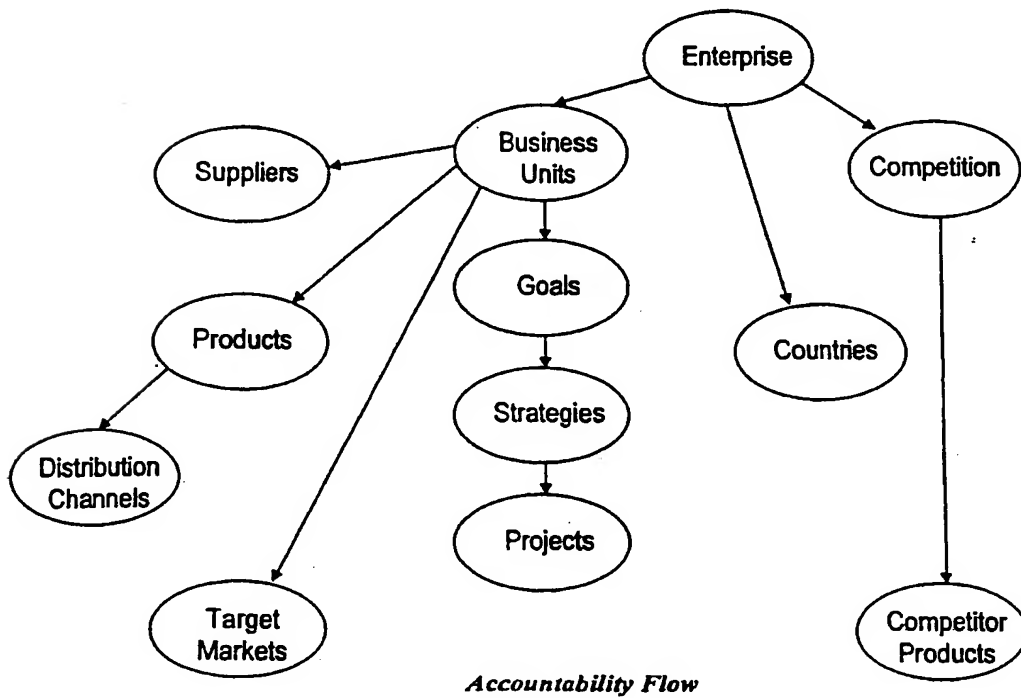 Enterprise
Business
Units
Suppliers
Competition
Goals
Products
Countries
Strategies
Distribution
Channels
Projects
Target
Markets
Competitor
Products
Accountability Flow